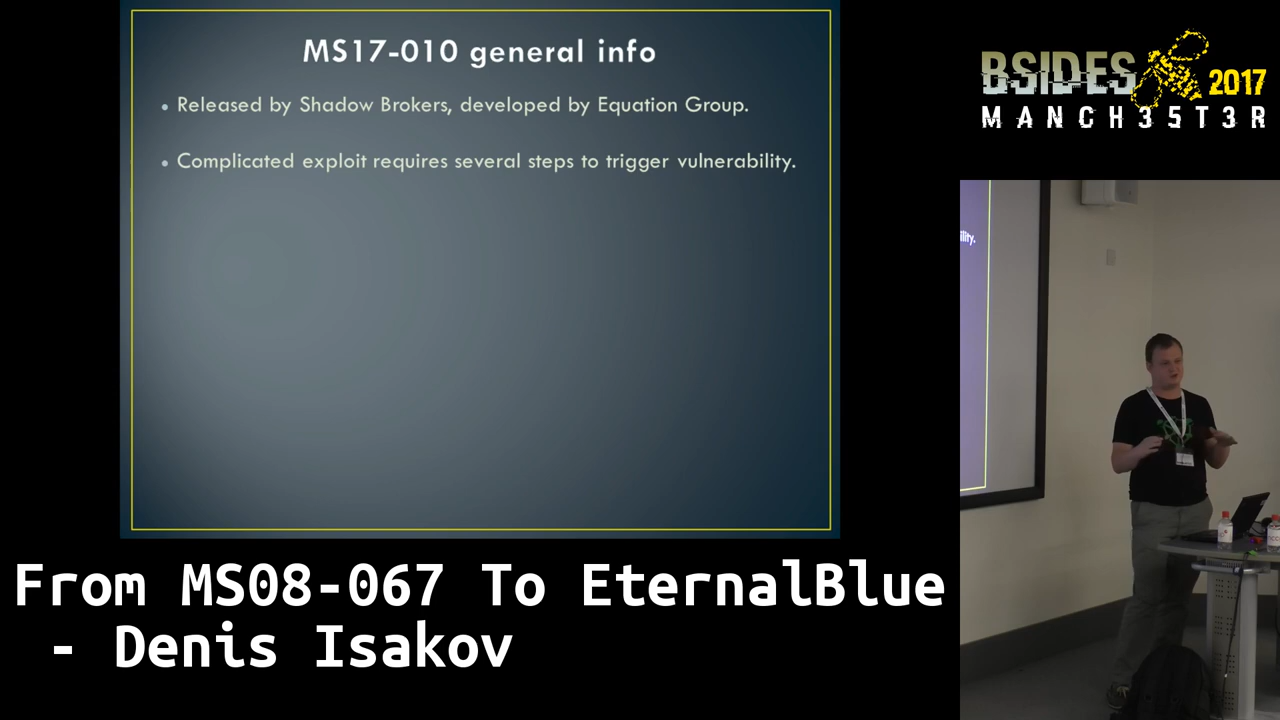 MS17-010 general info
• Released by Shadow Brokers, developed by Equation Group.
• Complicated exploit requires several steps to trigger vulnerability.
BSIDES 2017
MANCH35T3R
ility.
From MS08-067 To EternalBlue
- Denis Isakov